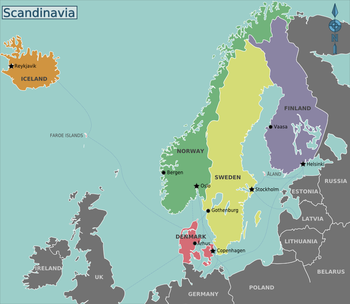 Scandinavia
N
Reykjavik
ICELAND
FAROE ISLANDS
FINLAND
Vaasa
NORWAY
Bergen
SWEDEN
Helsinki
ÅLAND
Oslo
Stockholm
RUSSIA
ESTONIA
Gothenburg
LATVIA
DENMARK
Århus
Copenhagen
LITHUANIA
IRELAND
UK
BELARUS
GERMANY
POLAND